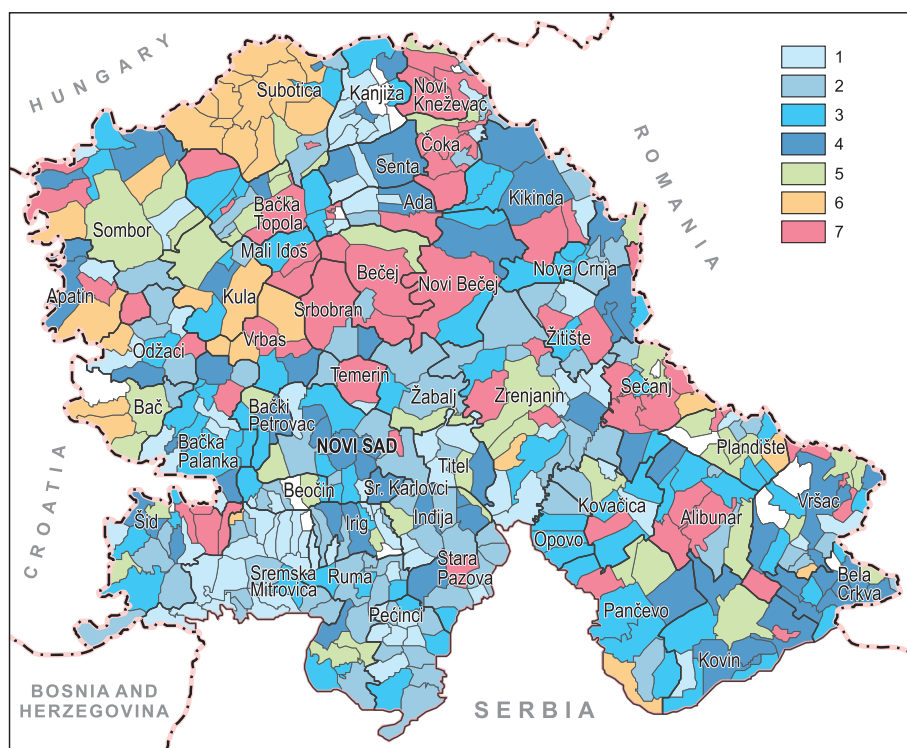 HUNGARY
ROMANIA
CROATIA
BOSNIA AND
HERZEGOVINA
SERBIA
1
2
3
4
5
6
7
Subotica
Kanjiža
Novi
Kneževac
Čoka
Senta
Ada
Kikinda
Bačka
Topola
Sombor
Mali Iđoš
Bečej
Novi Bečej
Nova Crnja
Apatin
Kula
Srbobran
Vrbas
Žitište
Odžaci
Temerin
Žabalj
Zrenjanin
Sečanj
Bač
Bački
Petrovac
Bačka
Palanka
NOVI SAD
Titel
Plandište
Beočin
Sr. Karlovci
Kovačica
Vršac
Šid
Irig
Inđija
Alibunar
Opovo
Stara
Pazova
Sremska
Mitrovica
Ruma
Bela
Crkva
Pećinci
Pančevo
Kovin